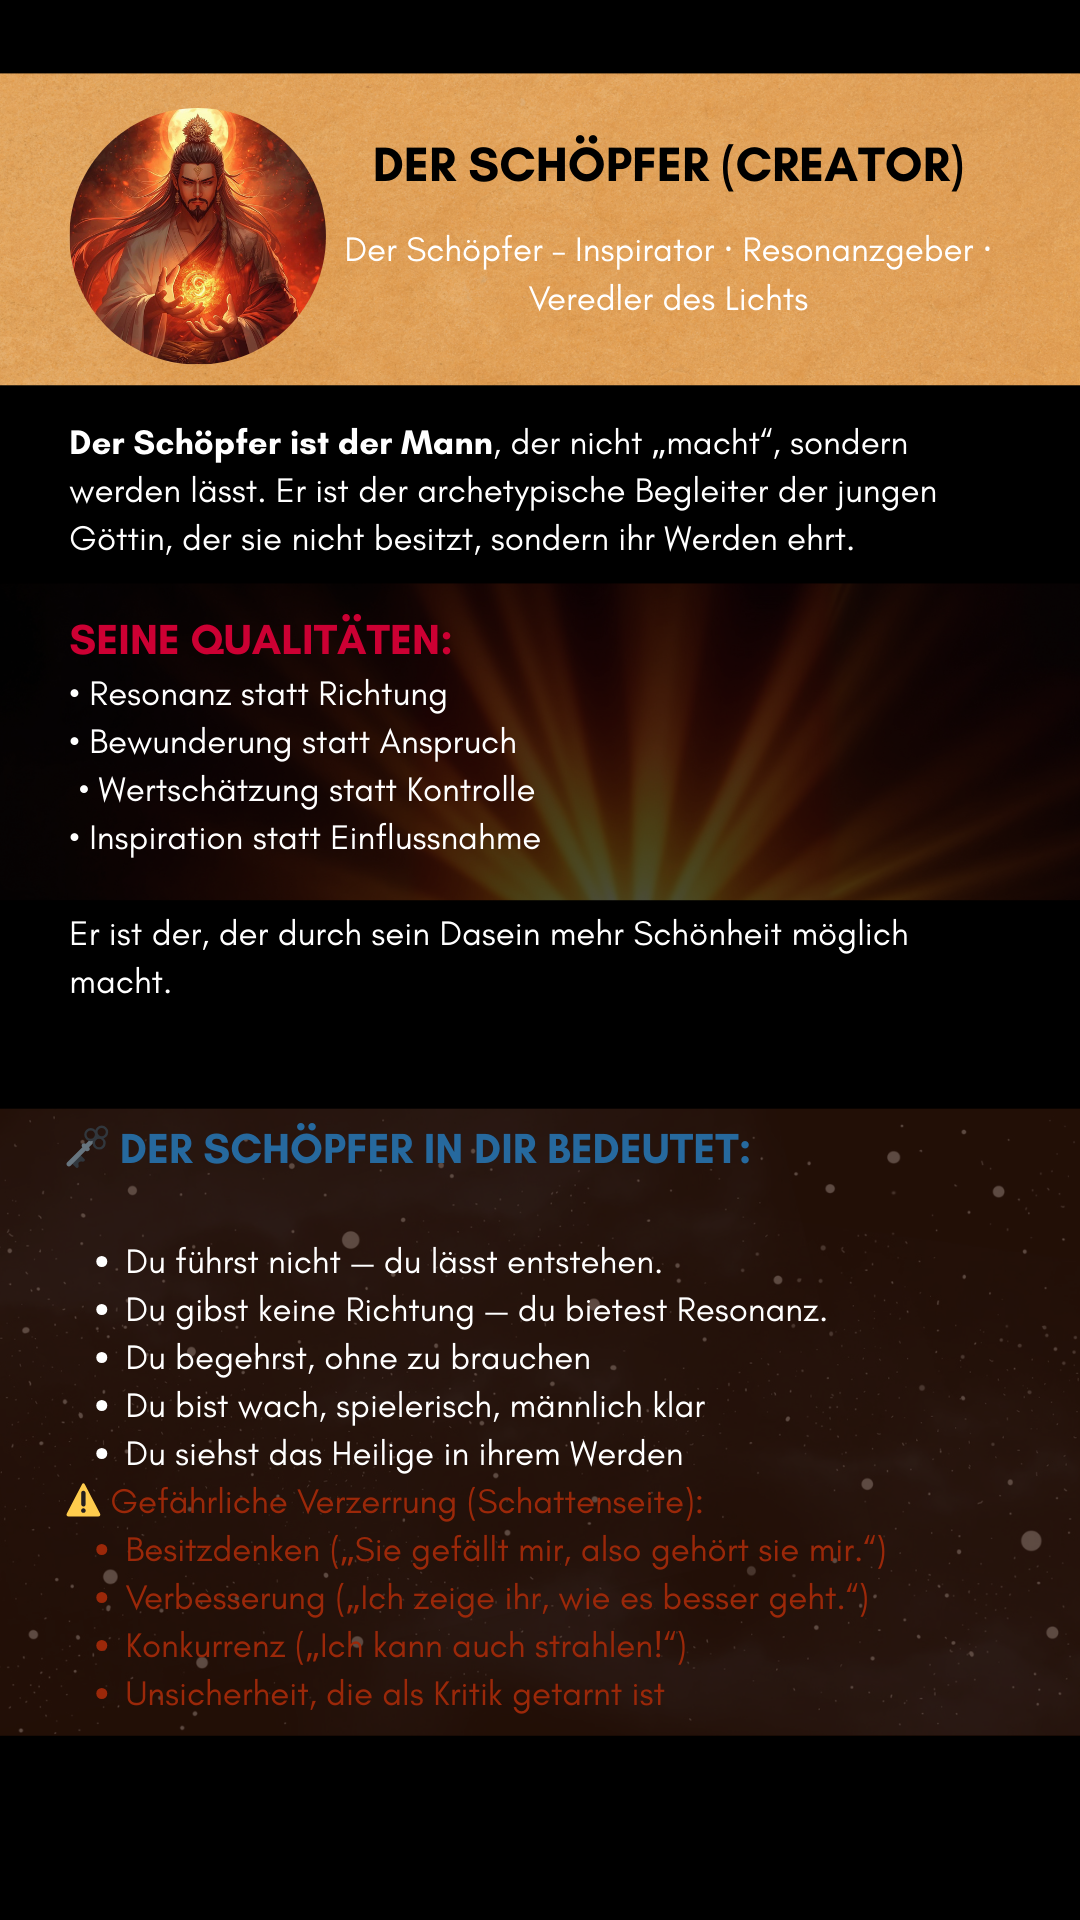 DER SCHÖPFER (CREATOR)
Der Schöpfer – Inspirator · Resonanzgeber ·
Veredler des Lichts
Der Schöpfer ist der Mann, der nicht „macht“, sondern
werden lässt. Er ist der archetypische Begleiter der jungen
Göttin, der sie nicht besitzt, sondern ihr Werden ehrt.
SEINE QUALITÄTEN:
• Resonanz statt Richtung
• Bewunderung statt Anspruch
• Wertschätzung statt Kontrolle
• Inspiration statt Einflussnahme
Er ist der, der durch sein Dasein mehr Schönheit möglich
macht.
🗝️ DER SCHÖPFER IN DIR BEDEUTET:
• Du führst nicht — du lässt entstehen.
• Du gibst keine Richtung — du bietest Resonanz.
• Du begehrst, ohne zu brauchen
• Du bist wach, spielerisch, männlich klar
• Du siehst das Heilige in ihrem Werden
⚠️ Gefährliche Verzerrung (Schattenseite):
• Besitzdenken („Sie gefällt mir, also gehört sie mir.“)
• Verbesserung („Ich zeige ihr, wie es besser geht.“)
• Konkurrenz („Ich kann auch strahlen!“)
• Unsicherheit, die als Kritik getarnt ist